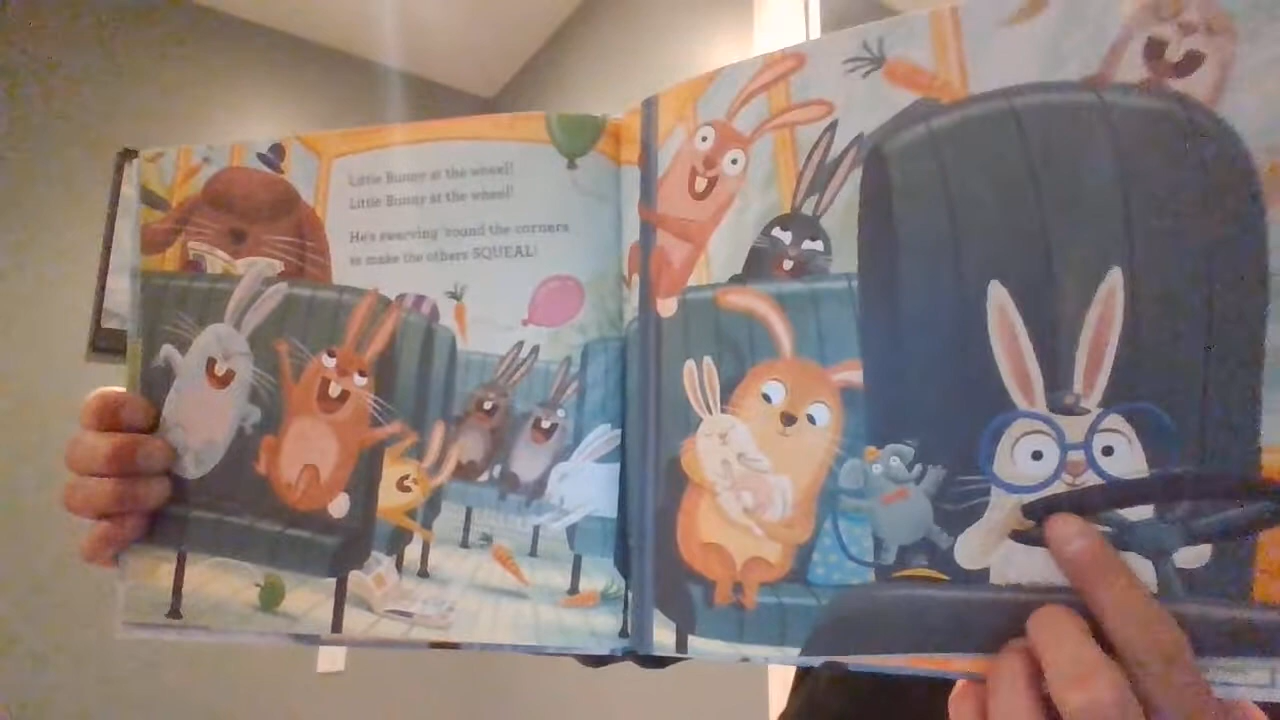 Little Bunny at the wheel!
Little Bunny at the wheel!
He's swerving 'round the corners
to make the others SQUEAL!